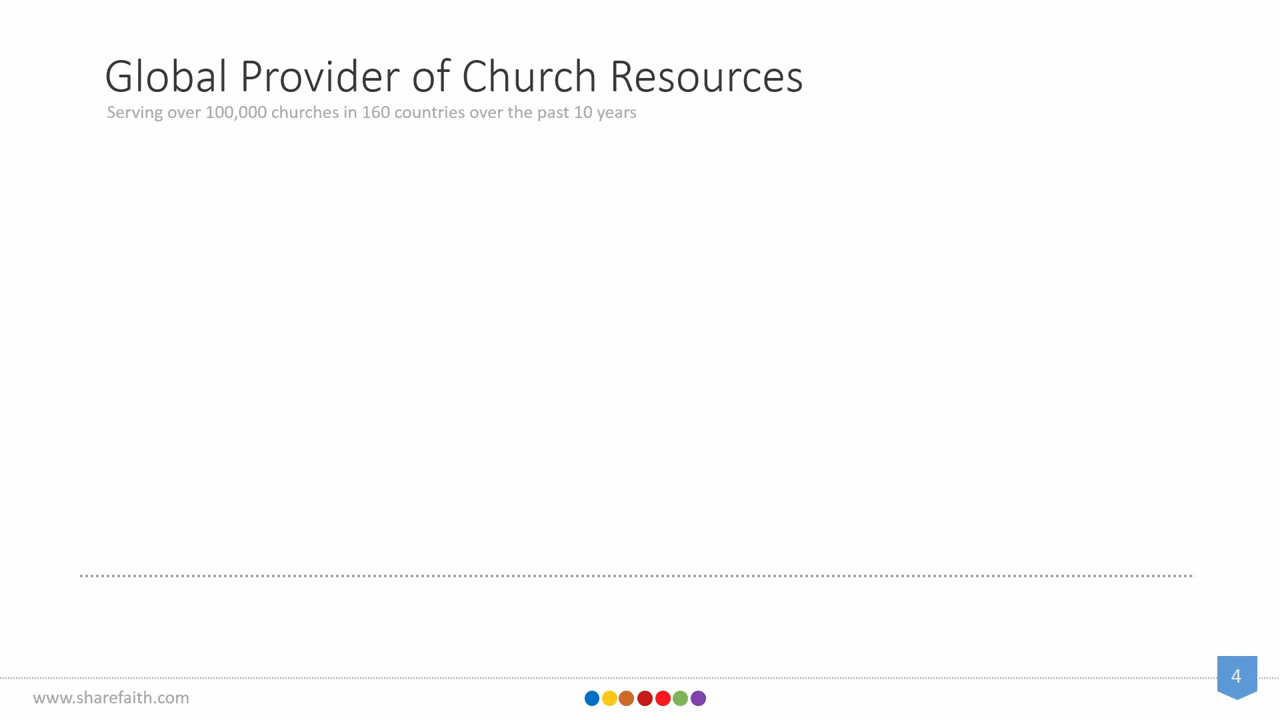 Global Provider of Church Resources
Serving over 100,000 churches in 160 countries over the past 10 years
4
www.sharefaith.com